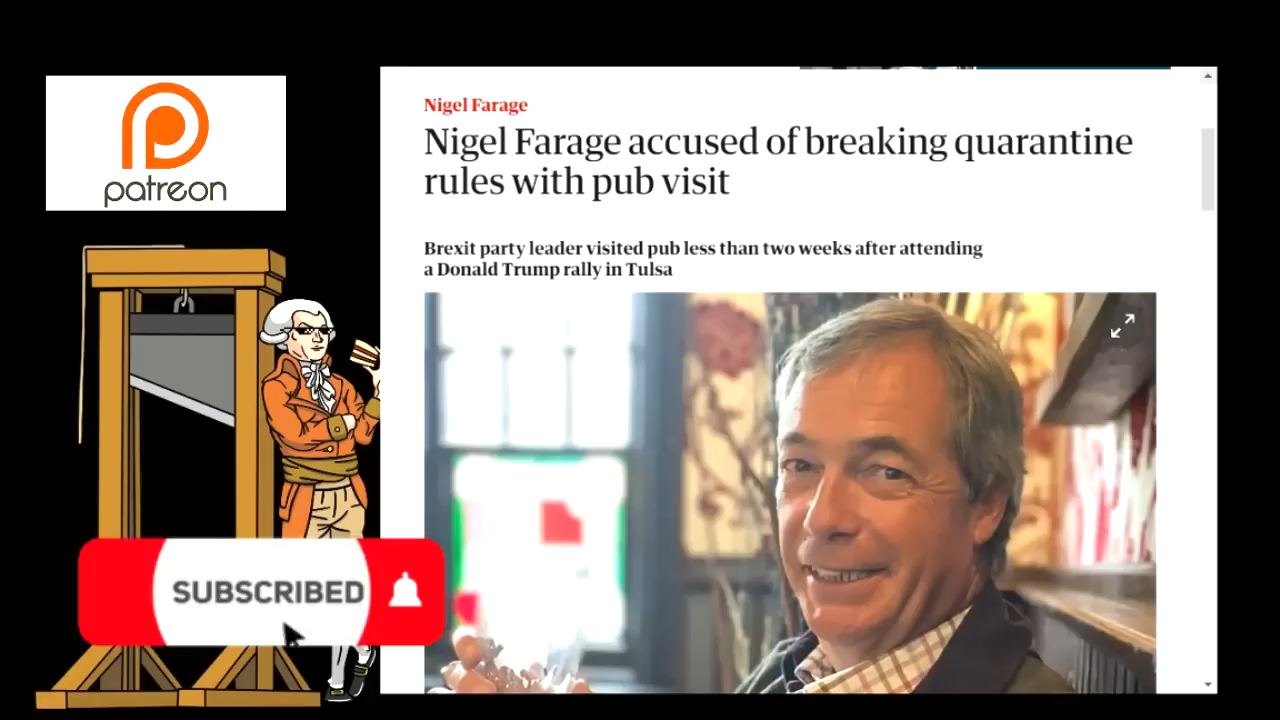 patreon
Nigel Farage
Nigel Farage accused of breaking quarantine
rules with pub visit
Brexit party leader visited pub less than two weeks after attending
a Donald Trump rally in Tulsa
SUBSCRIBED